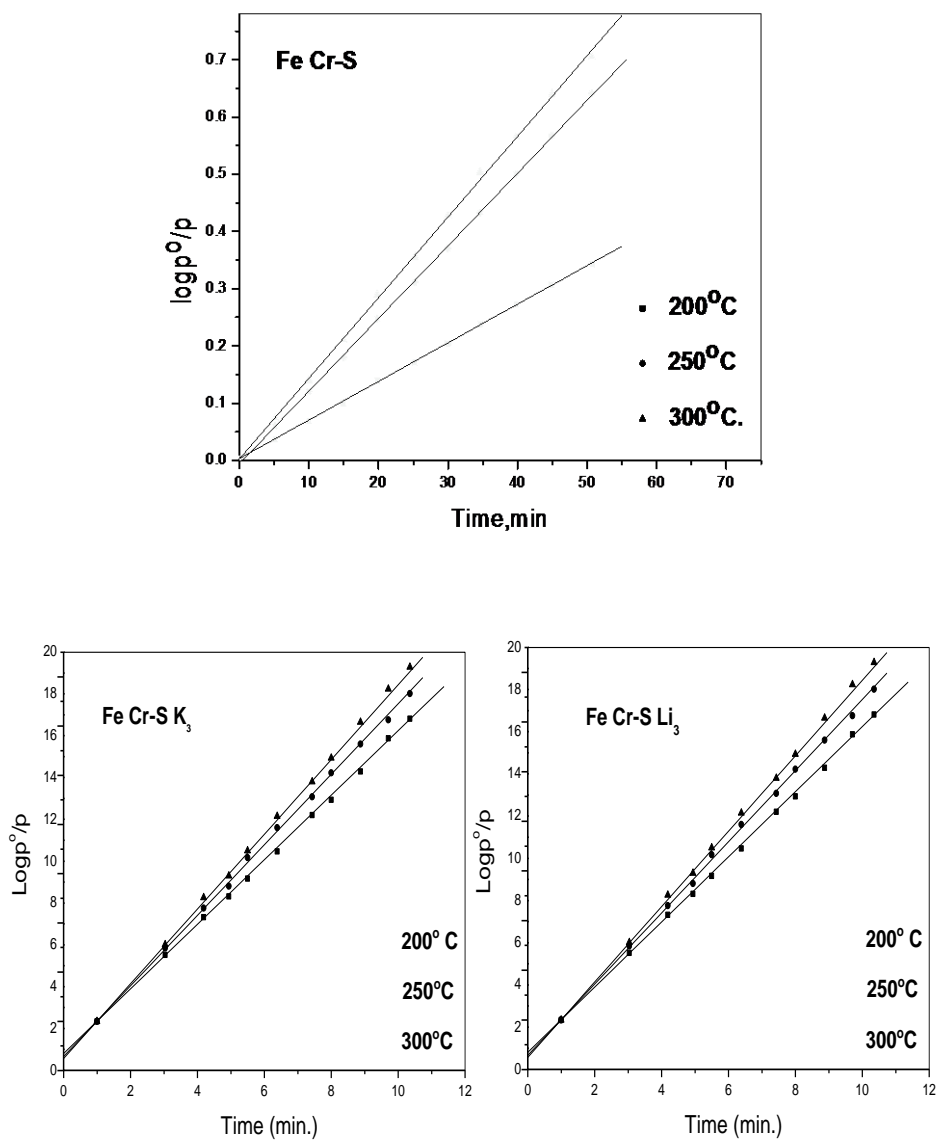 Fe Cr-S
0.7
0.6
0.5
0.4
0.3
0.2
0.1
0.0
logpᴼ/p
200ᴼC
250ᴼC
300ᴼC.
0 10 20 30 40 50 60 70
Time,min
20
18
16
14
12
10
8
6
4
2
0
Logp°/p
Fe Cr-S K₃
200° C
250°C
300°C
0 2 4 6 8 10 12
Time (min.)
20
18
16
14
12
10
8
6
4
2
0
Logp°/p
Fe Cr-S Li₃
200° C
250°C
300°C
0 2 4 6 8 10 12
Time (min.)